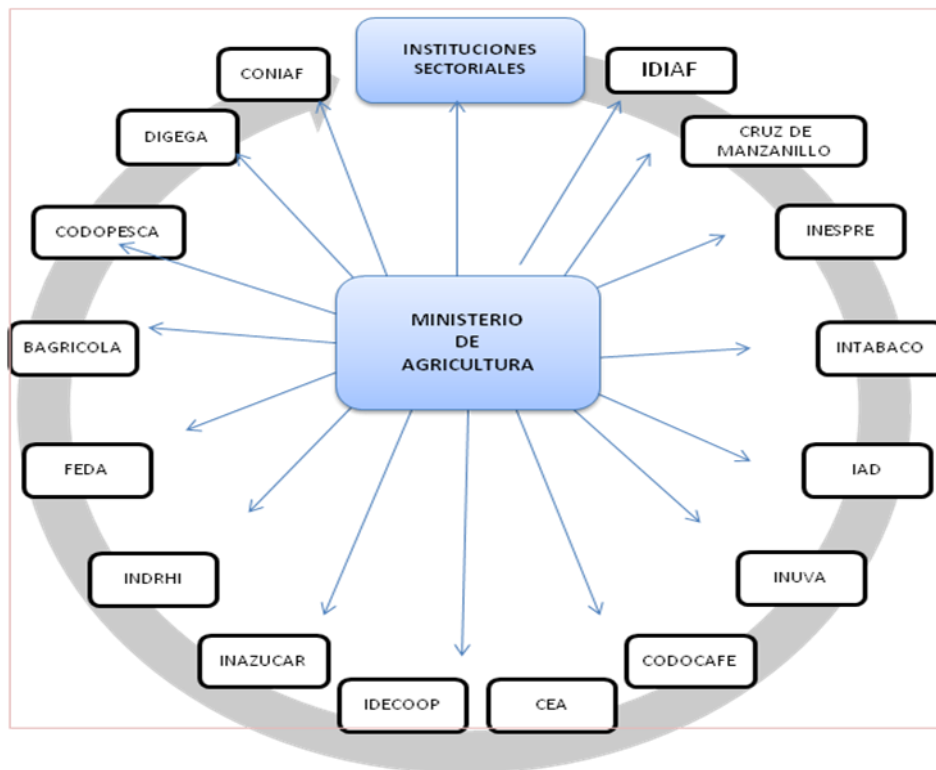 INSTITUCIONES
SECTORIALES
IDIAF
CRUZ DE
MANZANILLO
INESPRE
INTABACO
IAD
INUVA
CODOCAFE
CEA
IDECOOP
INAZUCAR
INDRHI
FEDA
BAGRICOLA
CODOPESCA
DIGEGA
CONIAF
MINISTERIO
DE
AGRICULTURA